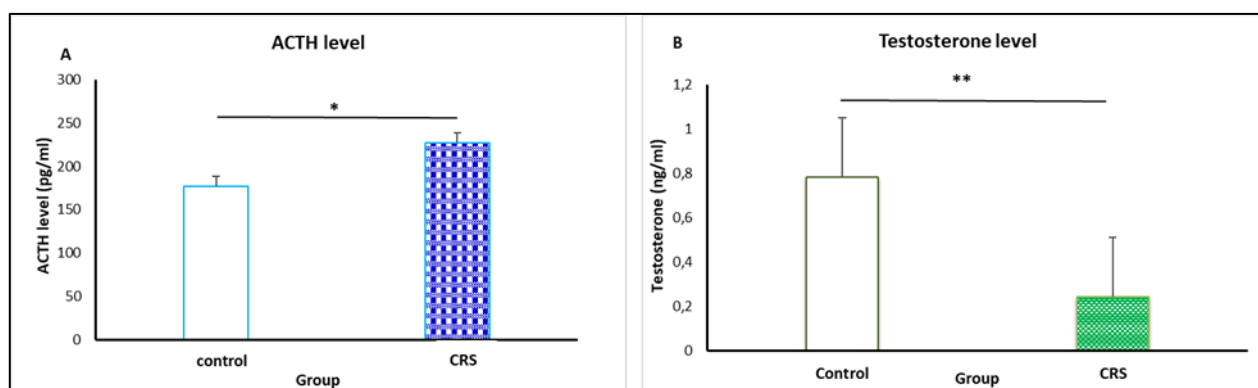 A
ACTH level
ACTH level (pg/ml)
300
250
200
150
100
50
0
*
control
CRS
Group
B
Testosterone level
Testosterone (ng/ml)
1,2
1
0,8
0,6
0,4
0,2
0
**
Control
Group
CRS